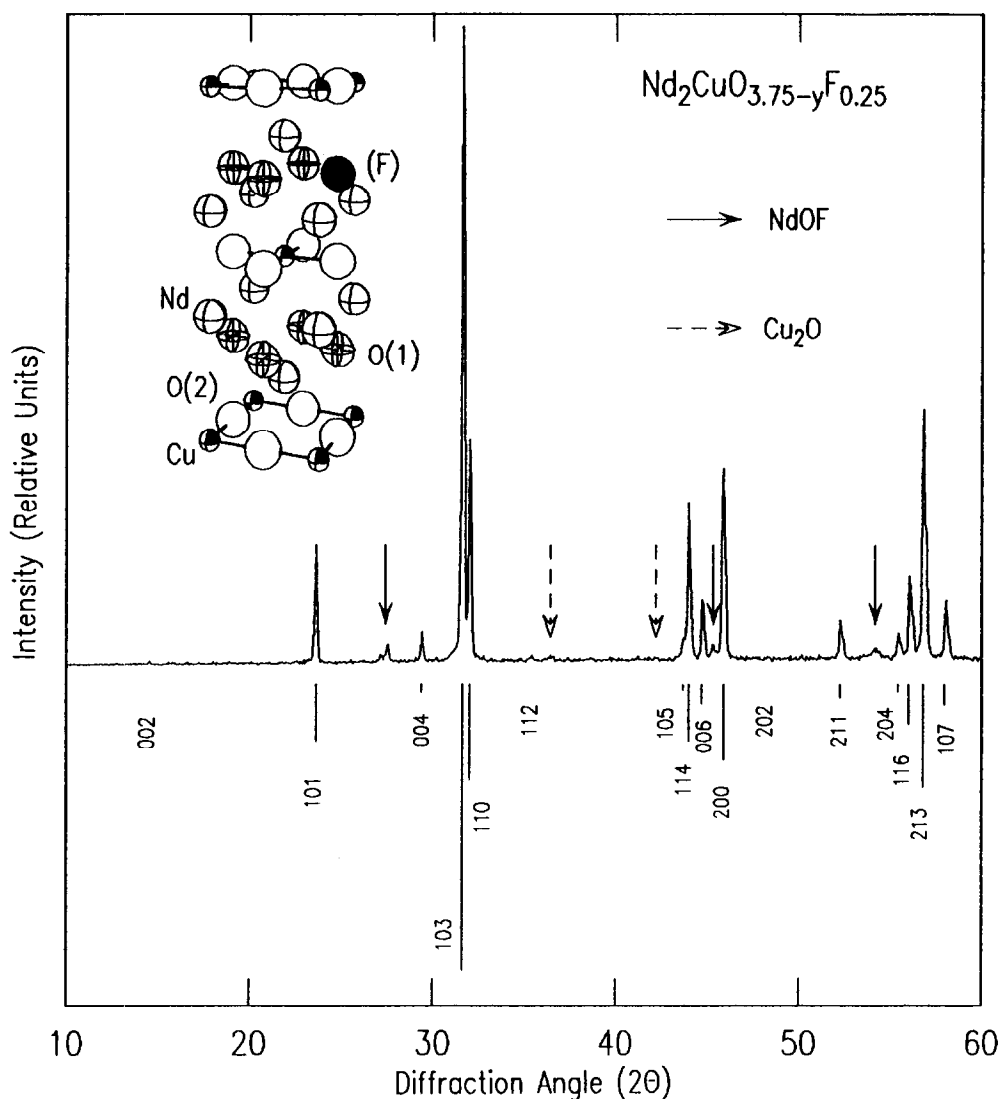 Nd₂CuO₃.₇₅₋yF₀.₂₅
(F)
NdOF
Nd
Cu₂O
O(1)
O(2)
Cu
Intensity (Relative Units)
002
101
004
103
110
112
105
114
006
200
202
211
204
116
213
107
10 20 30 40 50 60
Diffraction Angle (2Θ)